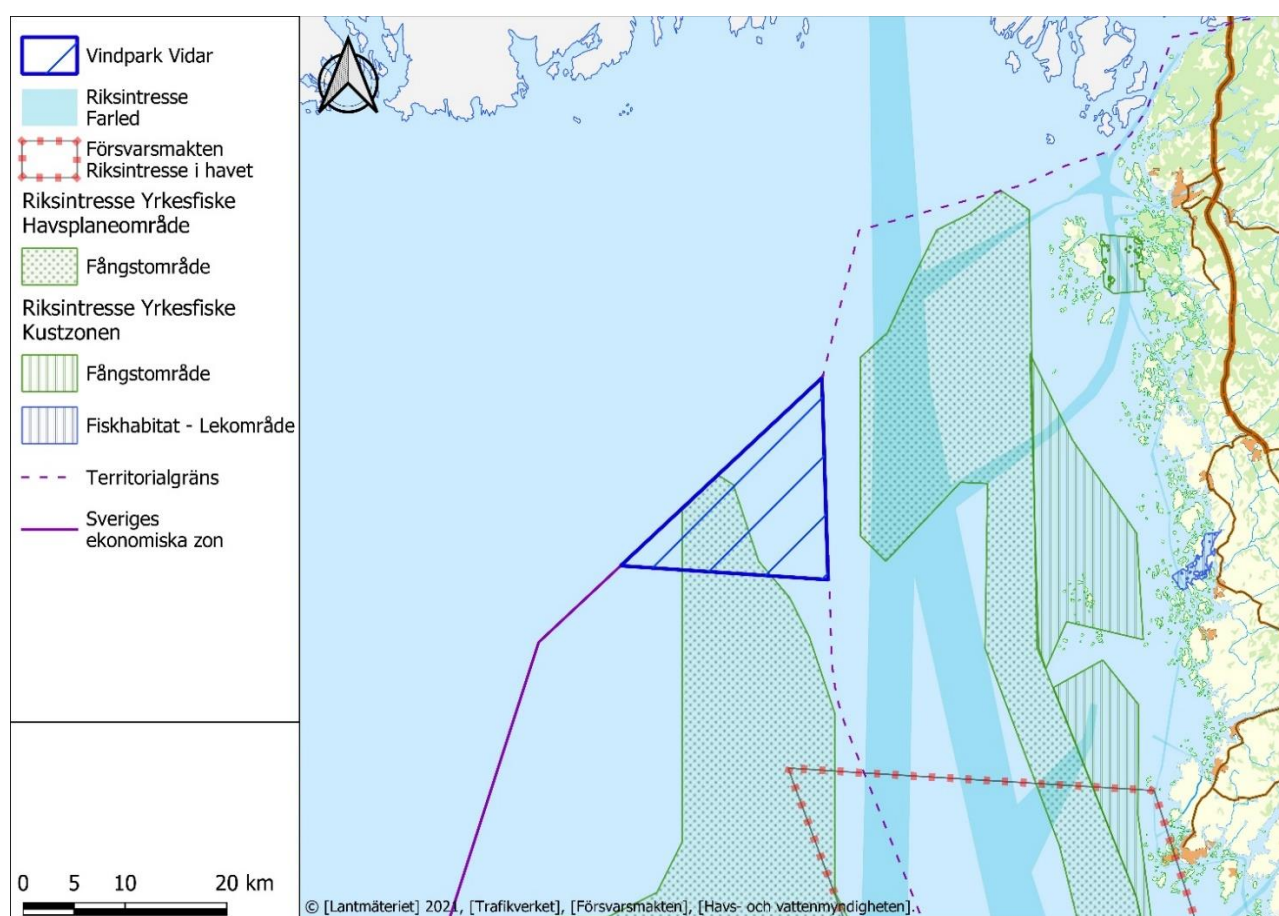 Vindpark Vidar
Riksintresse
Farled
Försvarsmakten
Riksintresse i havet
Riksintresse Yrkesfiske
Havsplaneområde
Fångstområde
Riksintresse Yrkesfiske
Kustzonen
Fångstområde
Fiskhabitat - Lekområde
Territorialgräns
Sveriges
ekonomiska zon
0 5 10 20 km
© [Lantmäteriet] 2021, [Trafikverket], [Försvarsmakten], [Havs- och vattenmyndigheten].